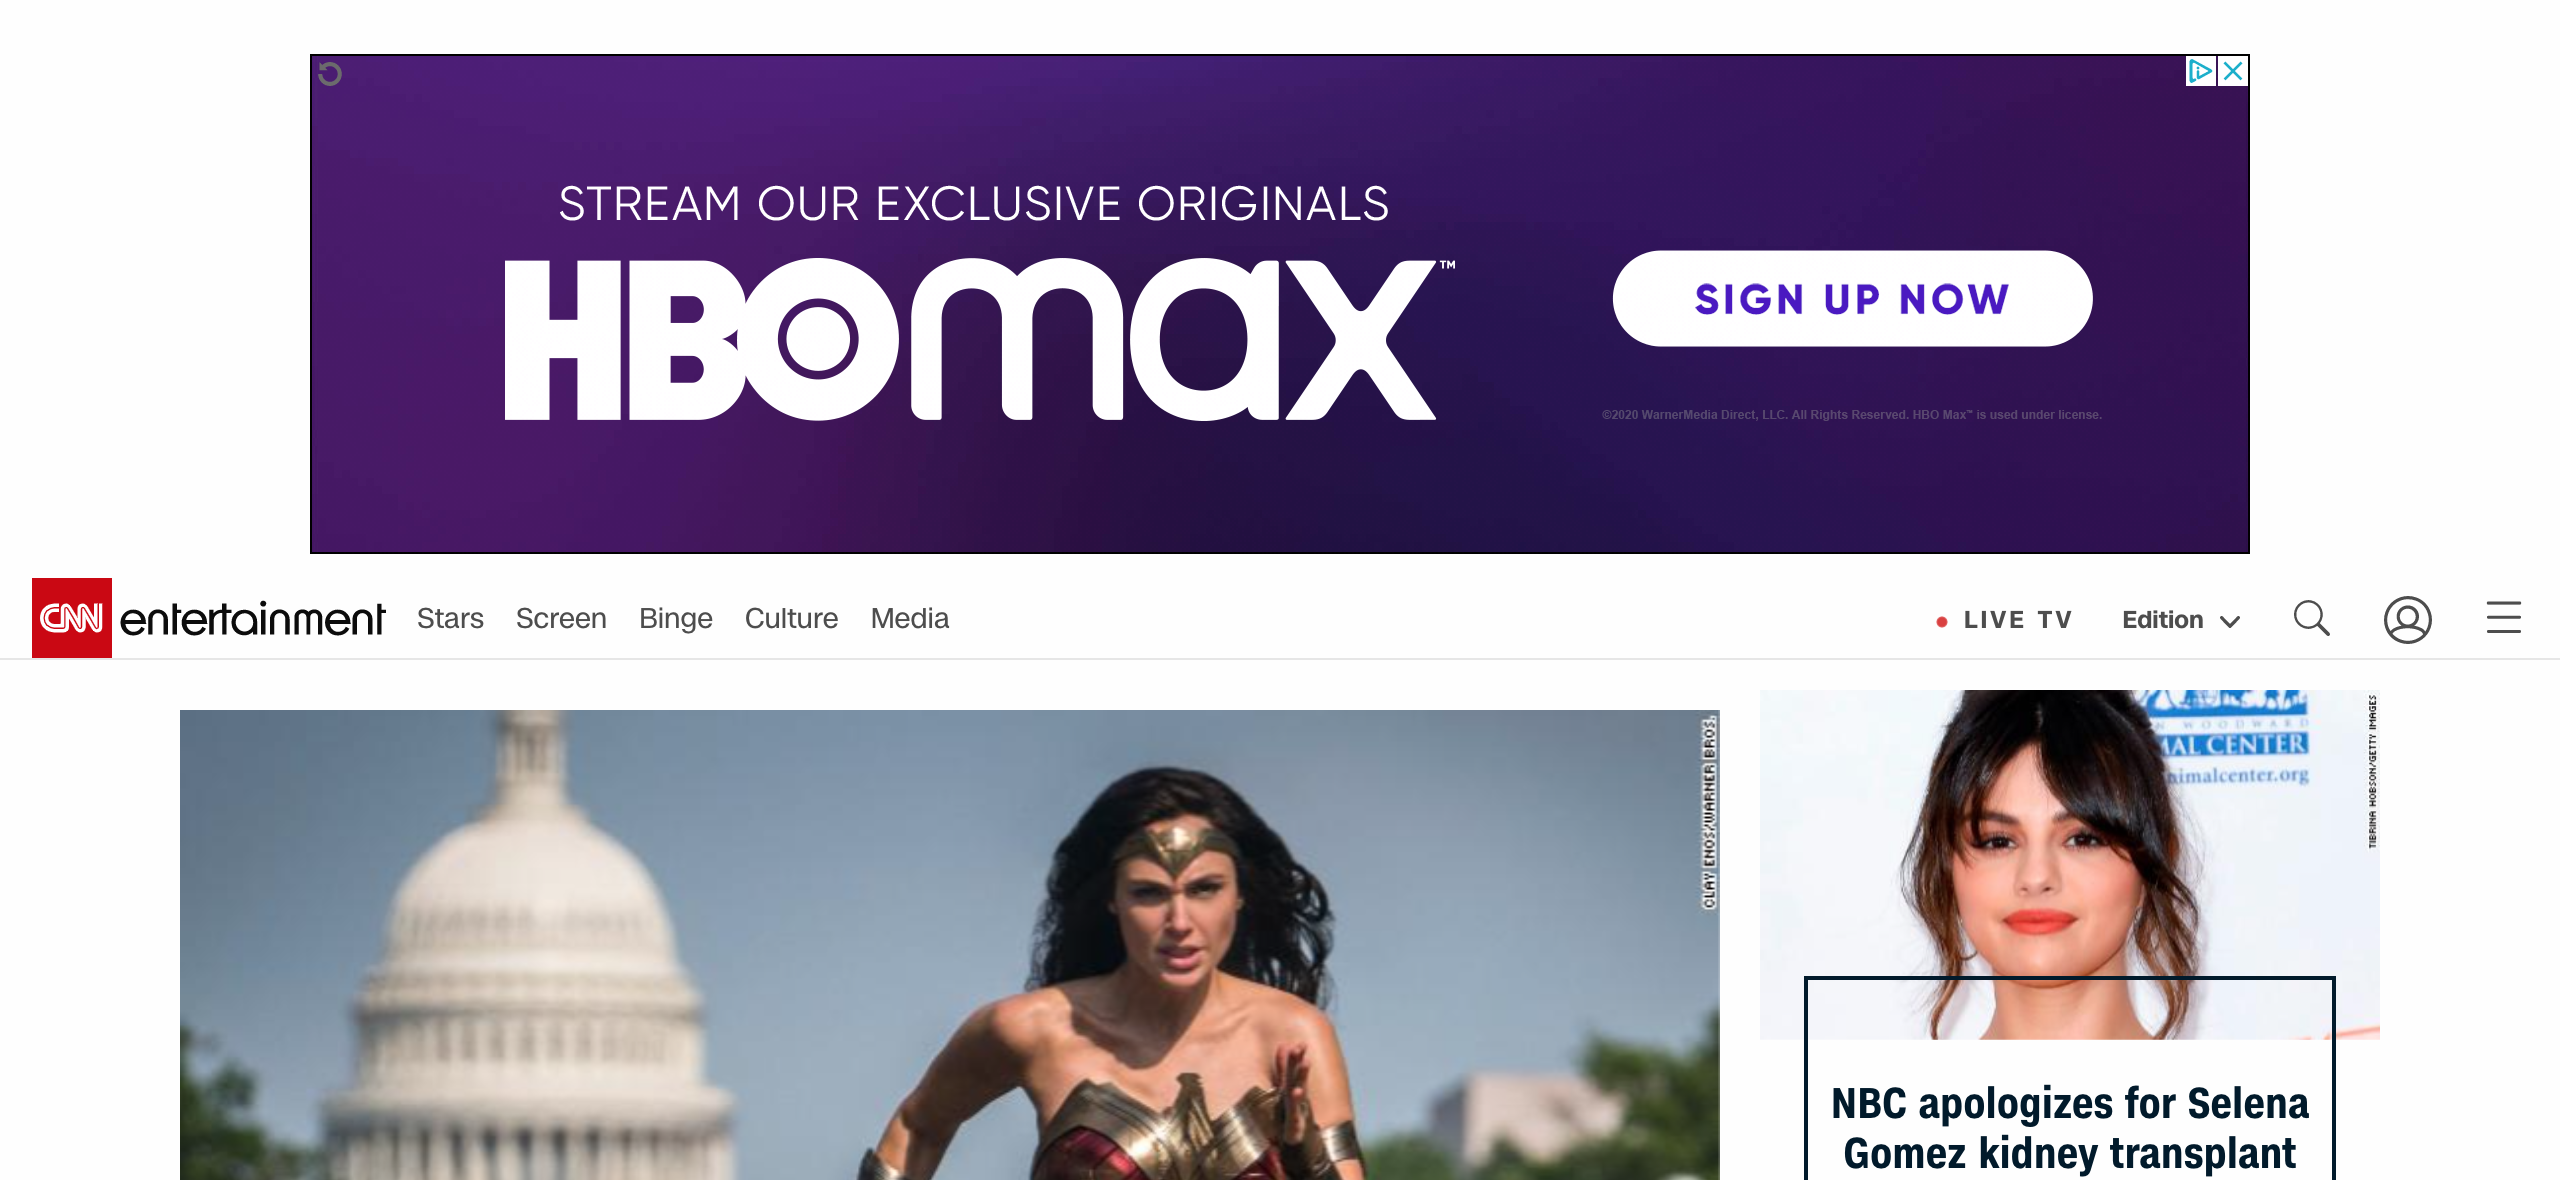 STREAM OUR EXCLUSIVE ORIGINALS
HBOmax™
SIGN UP NOW
©2020 WarnerMedia Direct, LLC. All Rights Reserved. HBO Max™ is used under license.
CNN entertainment Stars Screen Binge Culture Media LIVE TV Edition
CLAY ENOS/WARNER BROS.
WOODWARD
AL CENTER
imalcenter.org
TIBRINA HOBSON/GETTY IMAGES
NBC apologizes for Selena
Gomez kidney transplant